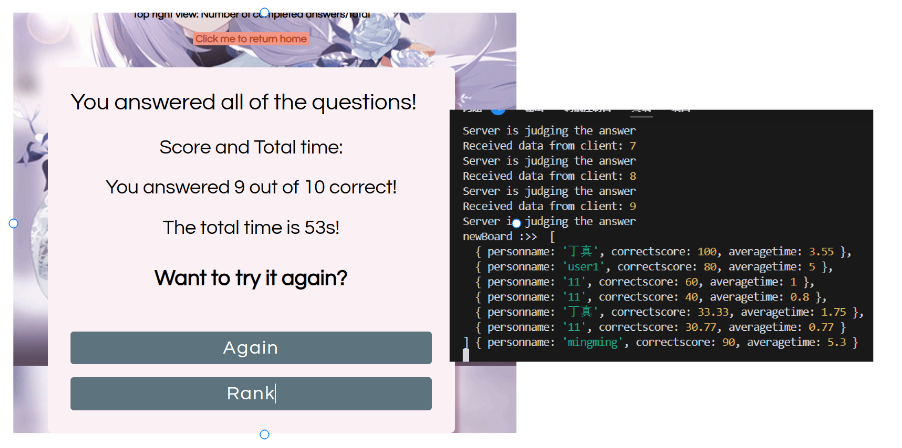 Top right view: Number of completed answers/total
Click me to return home
You answered all of the questions!
Score and Total time:
You answered 9 out of 10 correct!
The total time is 53s!
Want to try it again?
Again
Rank
Server is judging the answer
Received data from client: 7
Server is judging the answer
Received data from client: 8
Server is judging the answer
Received data from client: 9
Server is judging the answer
newBoard :>>  [
  { personname: '丁真', correctscore: 100, averagetime: 3.55 },
  { personname: 'user1', correctscore: 80, averagetime: 5 },
  { personname: '11', correctscore: 60, averagetime: 1 },
  { personname: '11', correctscore: 40, averagetime: 0.8 },
  { personname: '丁真', correctscore: 33.33, averagetime: 1.75 },
  { personname: '11', correctscore: 30.77, averagetime: 0.77 }
] { personname: 'mingming', correctscore: 90, averagetime: 5.3 }